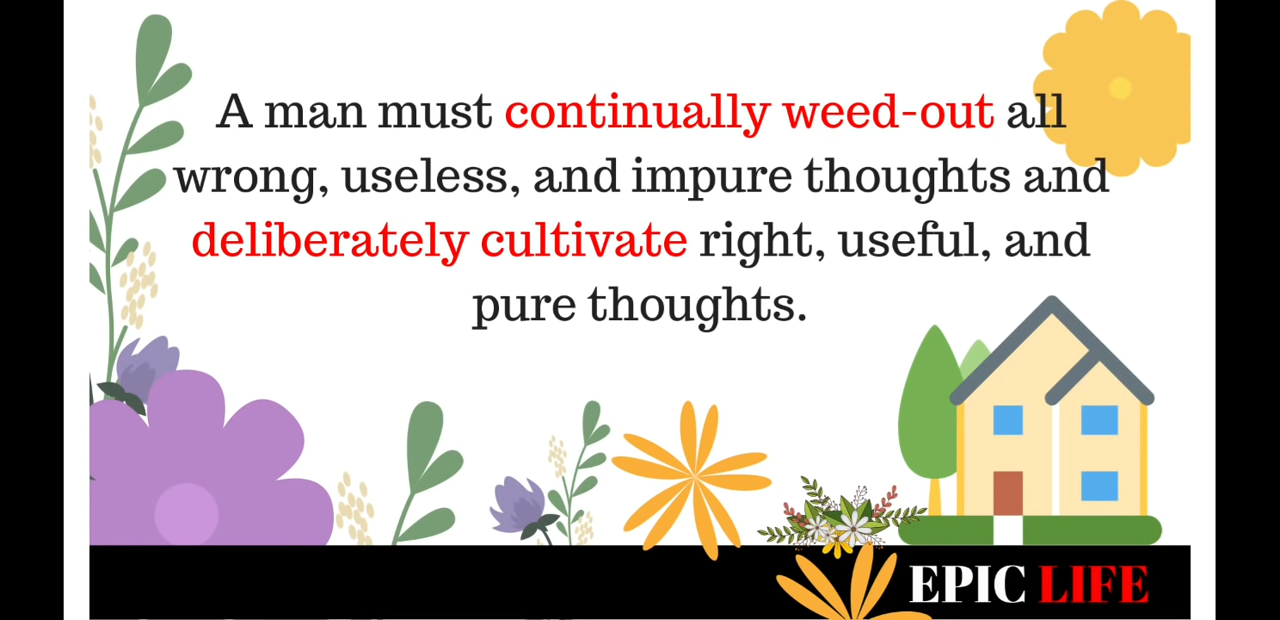 A man must continually weed-out all
wrong, useless, and impure thoughts and
deliberately cultivate right, useful, and
pure thoughts.
EPIC LIFE